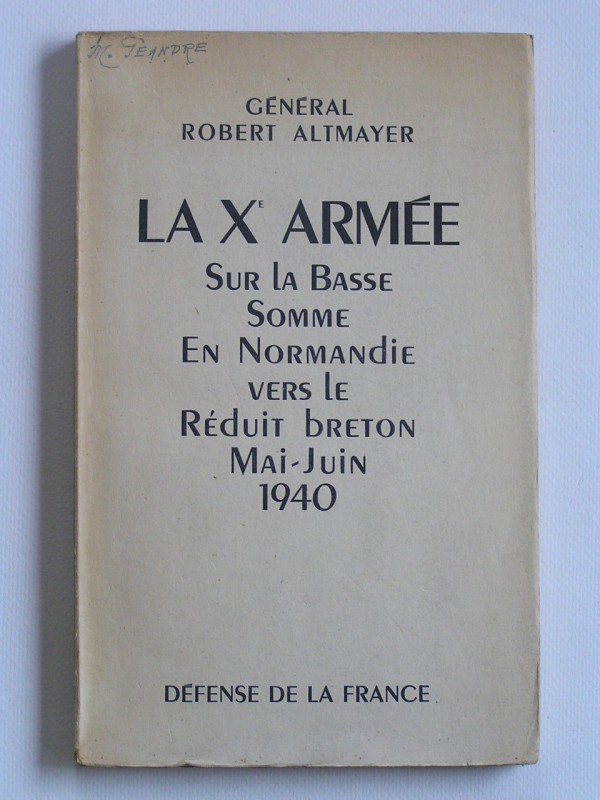 M. GEANDRE
GÉNÉRAL
ROBERT ALTMAYER
LA XE ARMÉE
SUR LA BASSE
SOMME
EN NORMANDIE
VERS LE
RÉDUIT BRETON
MAI-JUIN
1940
DÉFENSE DE LA FRANCE